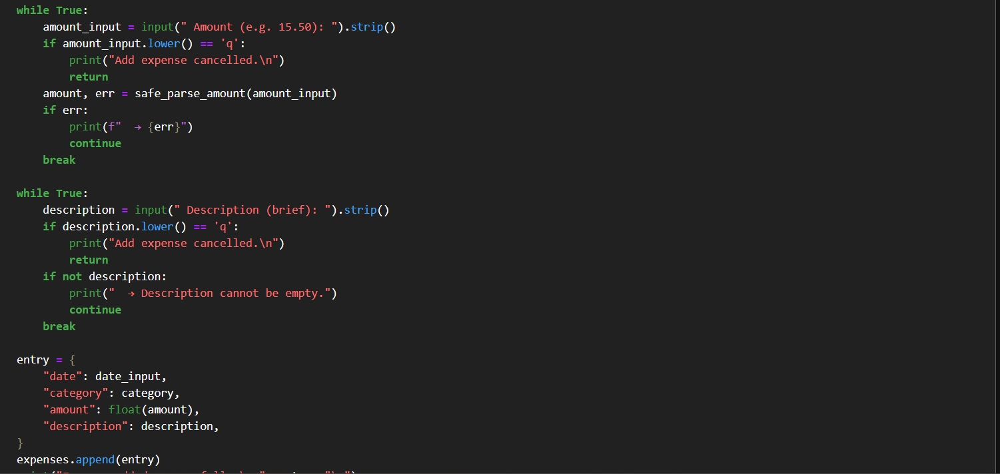 while True:
    amount_input = input(" Amount (e.g. 15.50): ").strip()
    if amount_input.lower() == 'q':
        print("Add expense cancelled.\n")
        return
    amount, err = safe_parse_amount(amount_input)
    if err:
        print(f"  → {err}")
        continue
    break

while True:
    description = input(" Description (brief): ").strip()
    if description.lower() == 'q':
        print("Add expense cancelled.\n")
        return
    if not description:
        print("  → Description cannot be empty.")
        continue
    break

entry = {
    "date": date_input,
    "category": category,
    "amount": float(amount),
    "description": description,
}
expenses.append(entry)